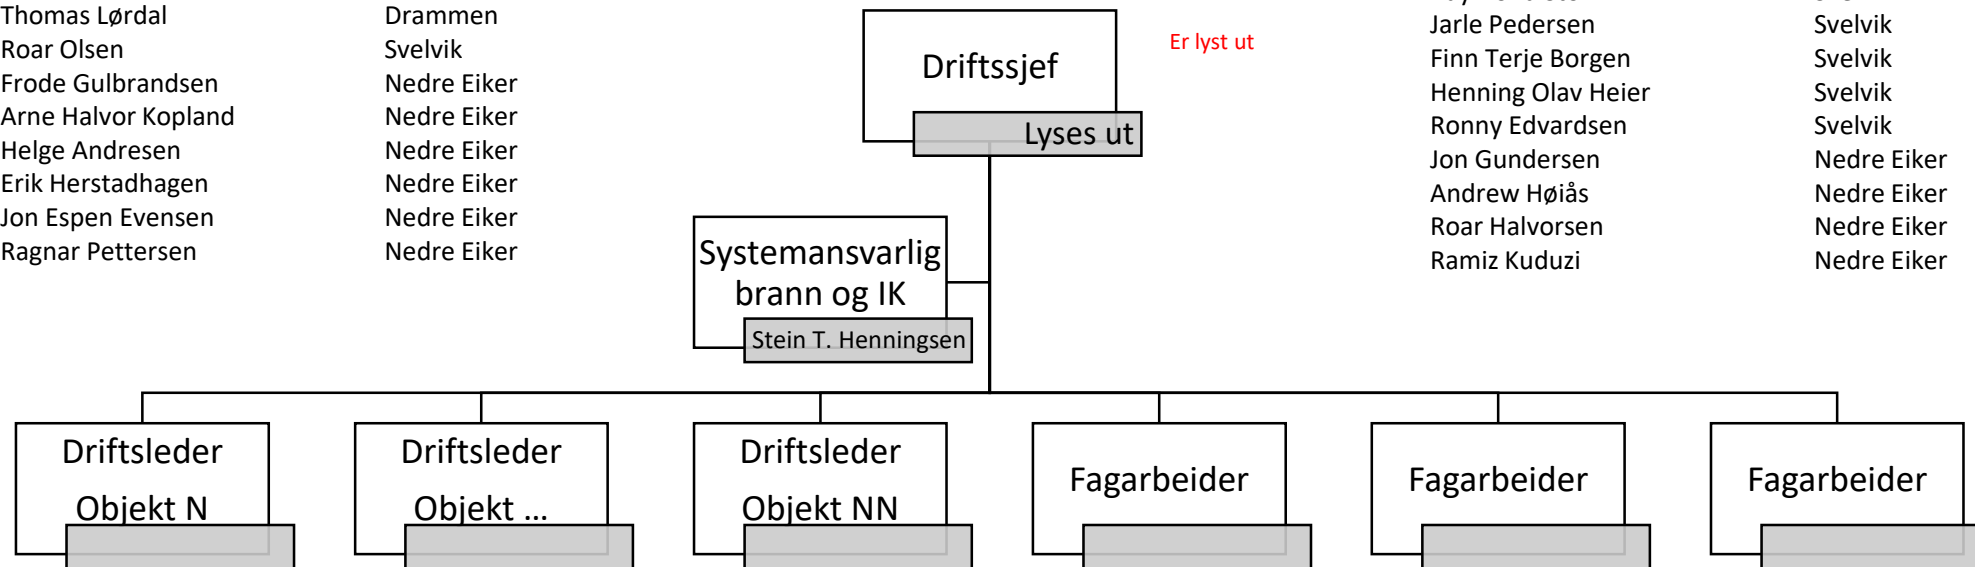 Thomas Lørdal Drammen
Roar Olsen Svelvik
Frode Gulbrandsen Nedre Eiker
Arne Halvor Kopland Nedre Eiker
Helge Andresen Nedre Eiker
Erik Herstadhagen Nedre Eiker
Jon Espen Evensen Nedre Eiker
Ragnar Pettersen Nedre Eiker
Driftssjef
Lyses ut
Er lyst ut
Jarle Pedersen Svelvik
Finn Terje Borgen Svelvik
Henning Olav Heier Svelvik
Ronny Edvardsen Svelvik
Jon Gundersen Nedre Eiker
Andrew Høiås Nedre Eiker
Roar Halvorsen Nedre Eiker
Ramiz Kuduzi Nedre Eiker
Systemansvarlig
brann og IK
Stein T. Henningsen
Driftsleder
Objekt N
Driftsleder
Objekt ...
Driftsleder
Objekt NN
Fagarbeider
Fagarbeider
Fagarbeider